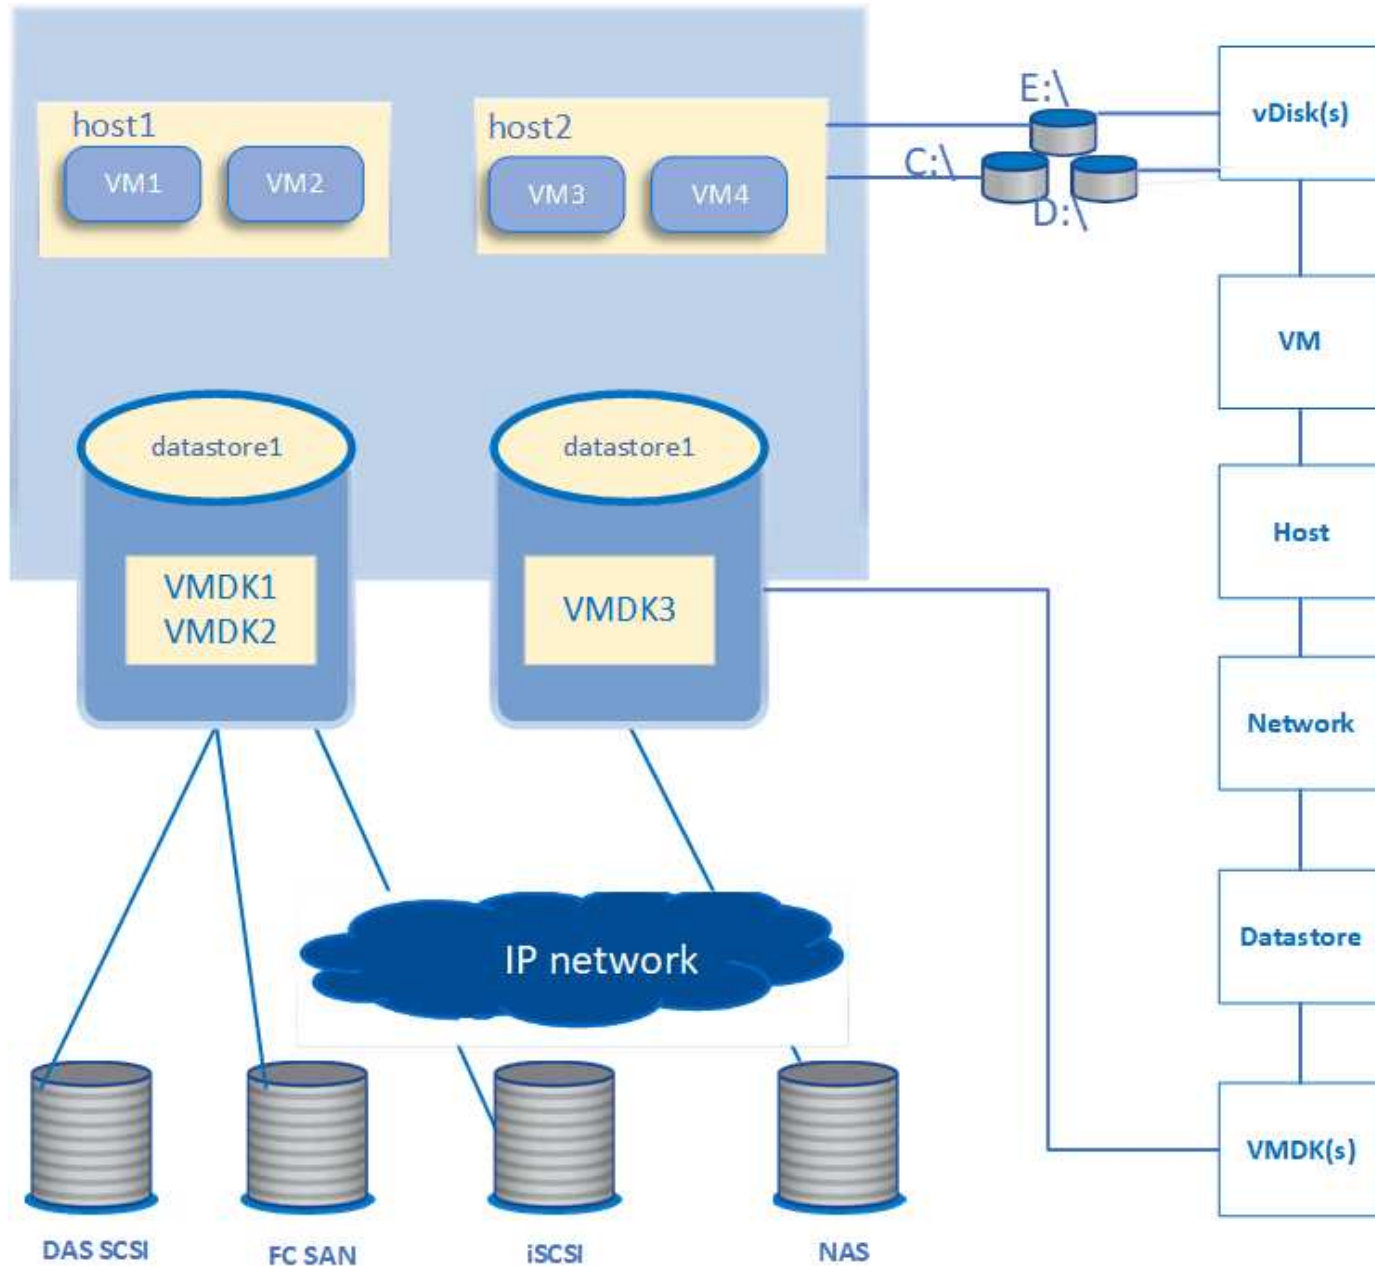 host1
VM1
VM2
host2
VM3
VM4
E:\
C:\
D:\
vDisk(s)
VM
Host
Network
Datastore
VMDK(s)
datastore1
VMDK1
VMDK2
datastore1
VMDK3
IP network
DAS SCSI
FC SAN
iSCSI
NAS